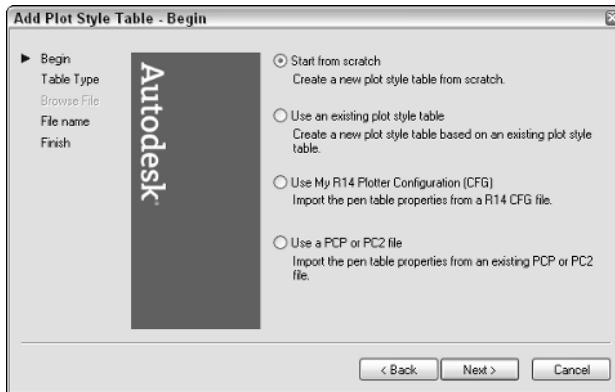 Add Plot Style Table - Begin
Begin
Table Type
Browse File
File name
Finish
Autodesk
Start from scratch
Create a new plot style table from scratch.
Use an existing plot style table
Create a new plot style table based on an existing plot style
table.
Use My R14 Plotter Configuration (CFG)
Import the pen table properties from a R14 CFG file.
Use a PCP or PC2 file
Import the pen table properties from an existing PCP or PC2
file.
< Back
Next >
Cancel